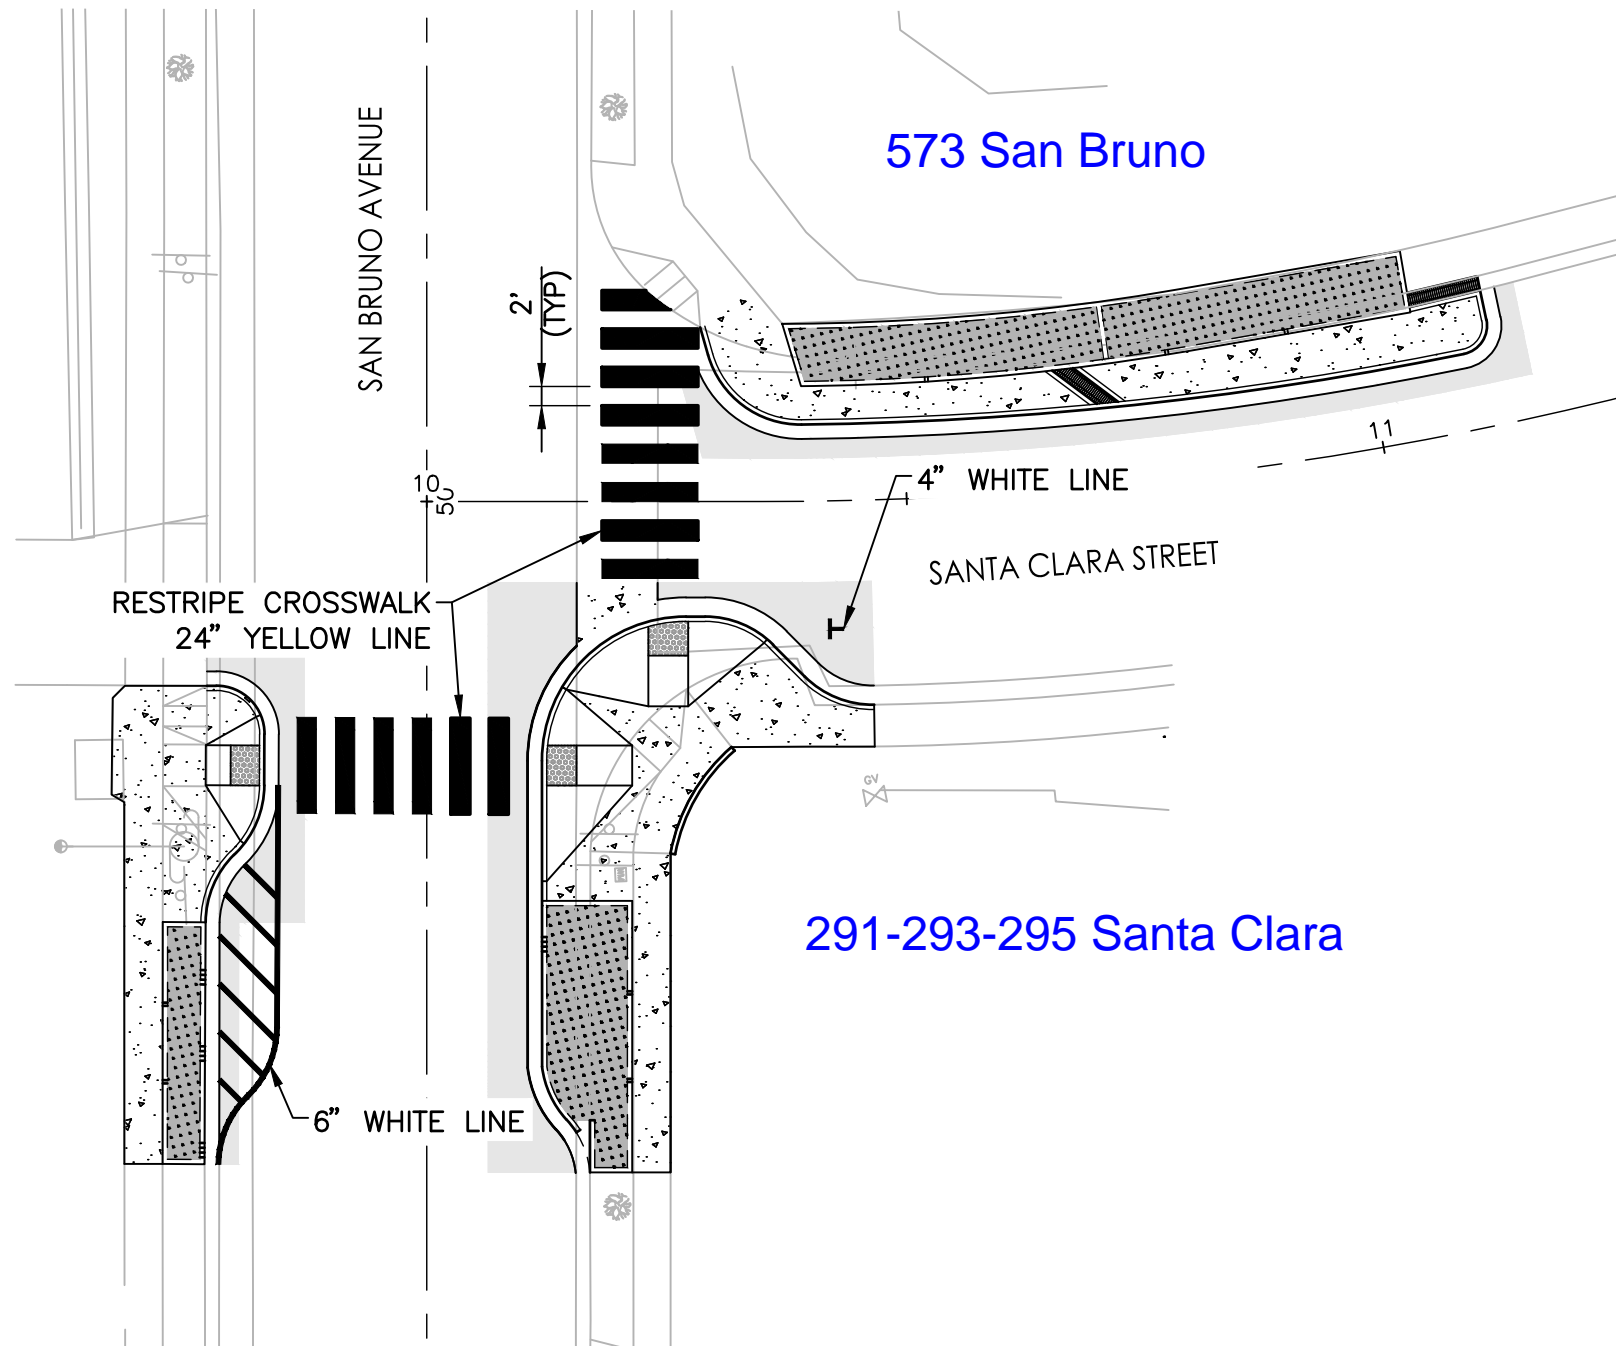 573 San Bruno
SAN BRUNO AVENUE
2'
(TYP)
11
10
50
4” WHITE LINE
SANTA CLARA STREET
RESTRIPE CROSSWALK
24” YELLOW LINE
GV
291-293-295 Santa Clara
6” WHITE LINE